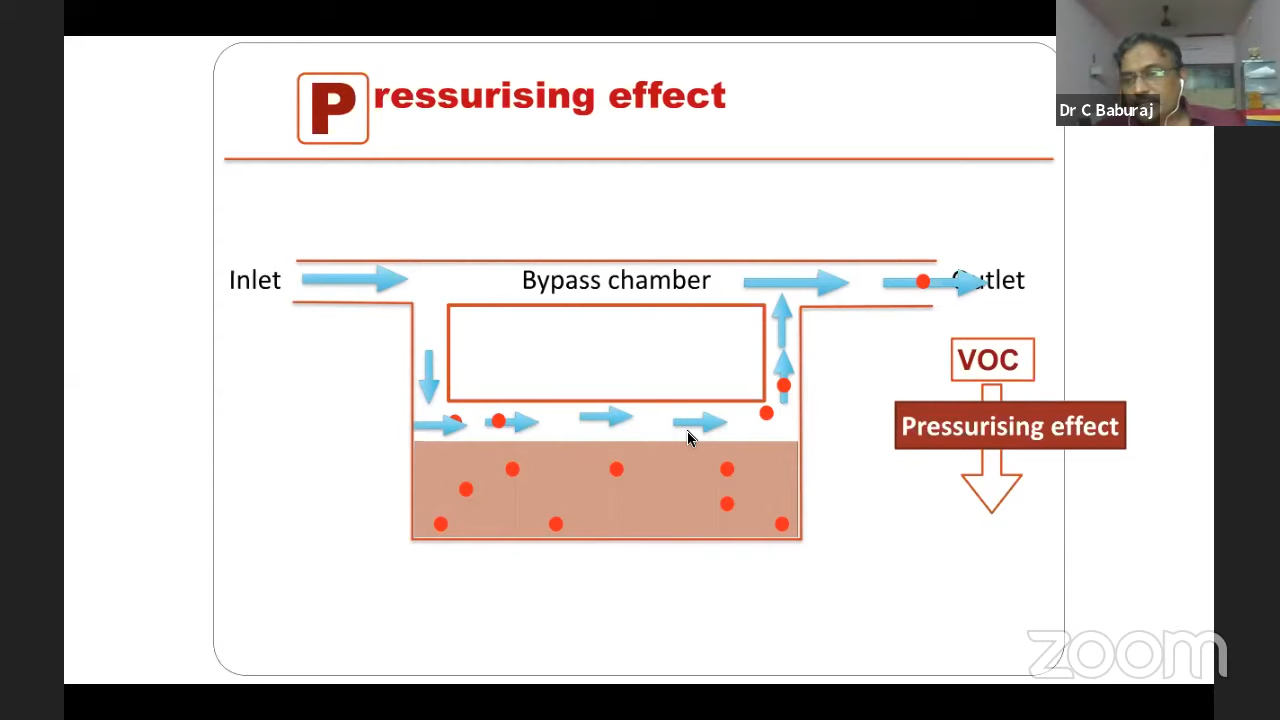 Pressurising effect
Dr C Baburaj
Inlet
Bypass chamber
Outlet
VOC
Pressurising effect
zoom